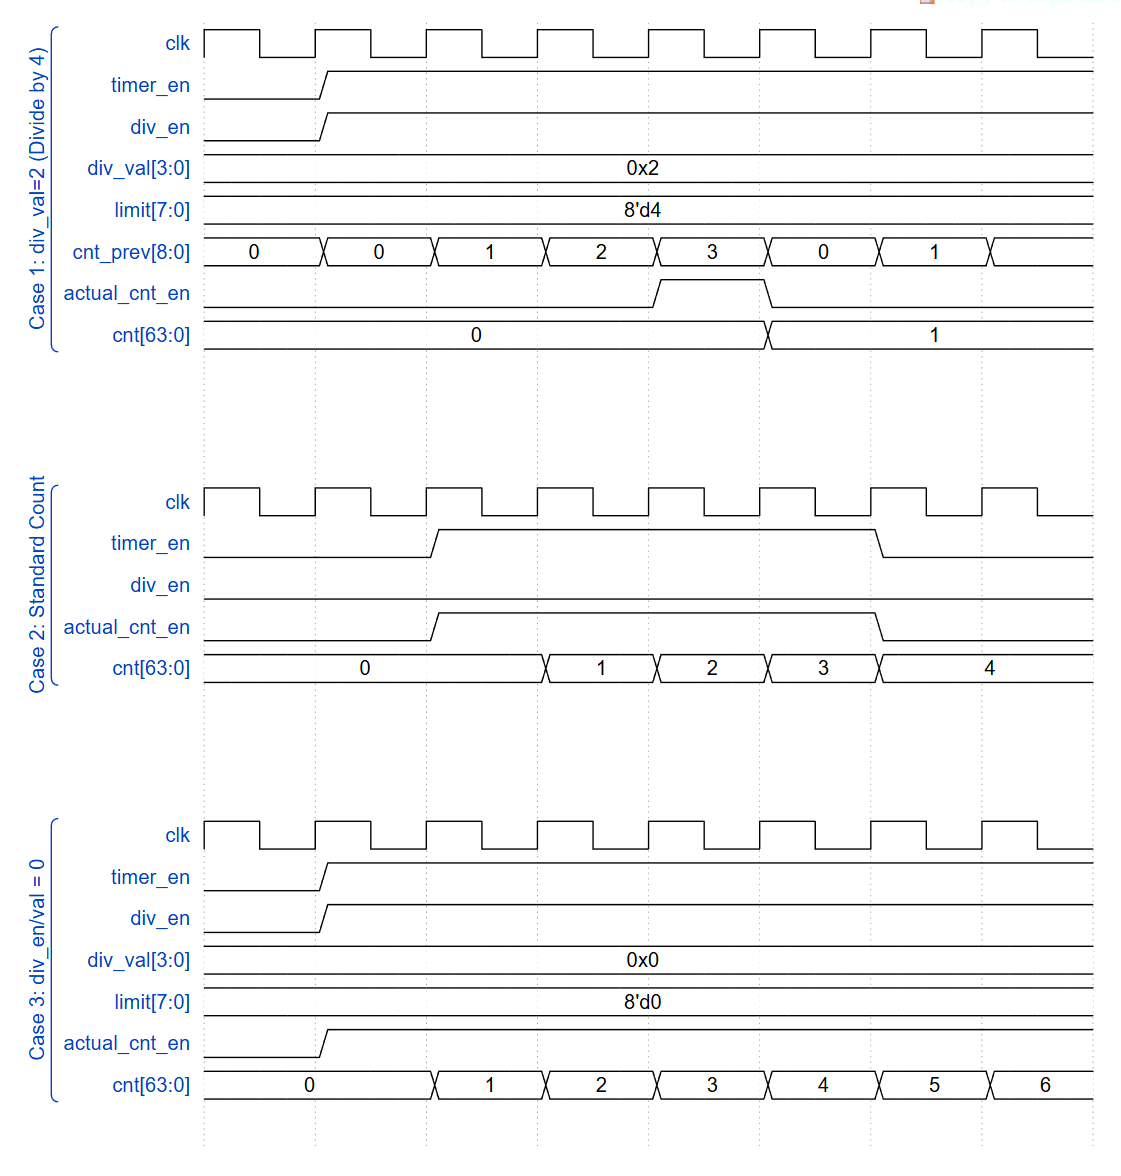 Case 1: div_val=2 (Divide by 4)
clk
timer_en
div_en
div_val[3:0] 0x2
limit[7:0] 8'd4
cnt_prev[8:0] 0 0 1 2 3 0 1
actual_cnt_en
cnt[63:0] 0 1
Case 2: Standard Count
clk
timer_en
div_en
actual_cnt_en
cnt[63:0] 0 1 2 3 4
Case 3: div_en/val = 0
clk
timer_en
div_en
div_val[3:0] 0x0
limit[7:0] 8'd0
actual_cnt_en
cnt[63:0] 0 1 2 3 4 5 6